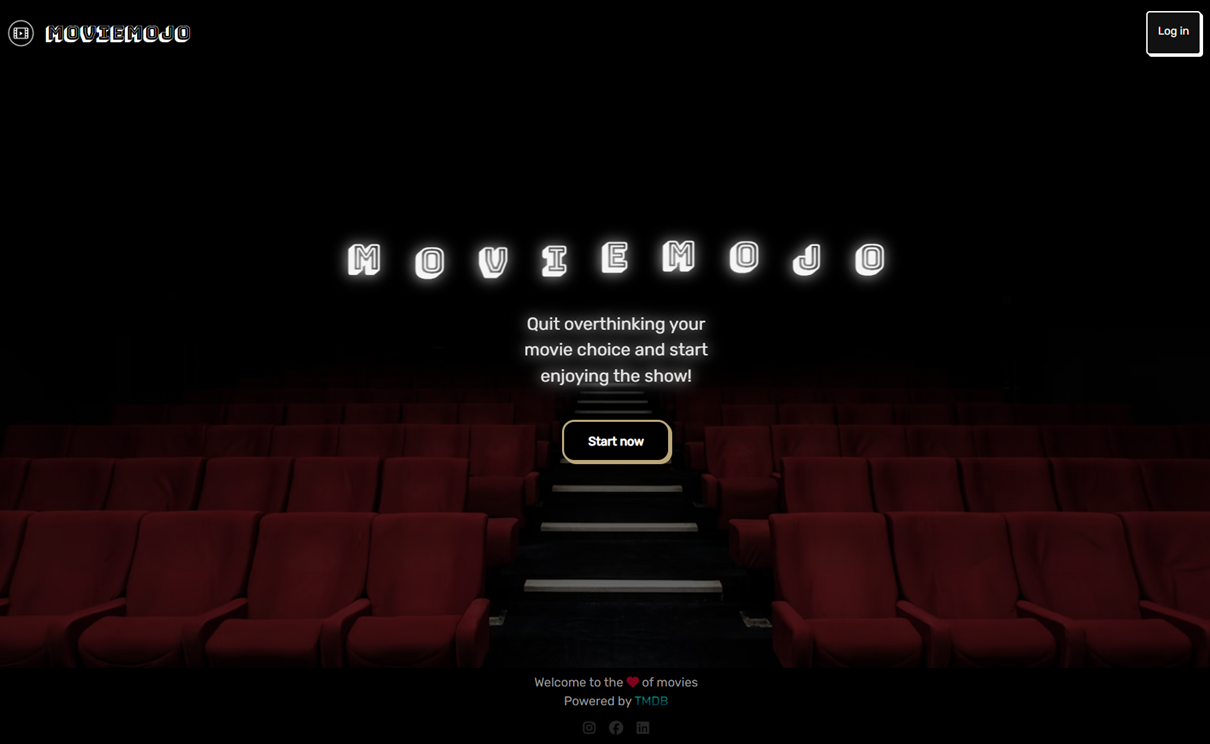 MOVIEMOJO
Log in
MOVIEMOJO
Quit overthinking your
movie choice and start
enjoying the show!
Start now
Welcome to the ❤ of movies
Powered by TMDB